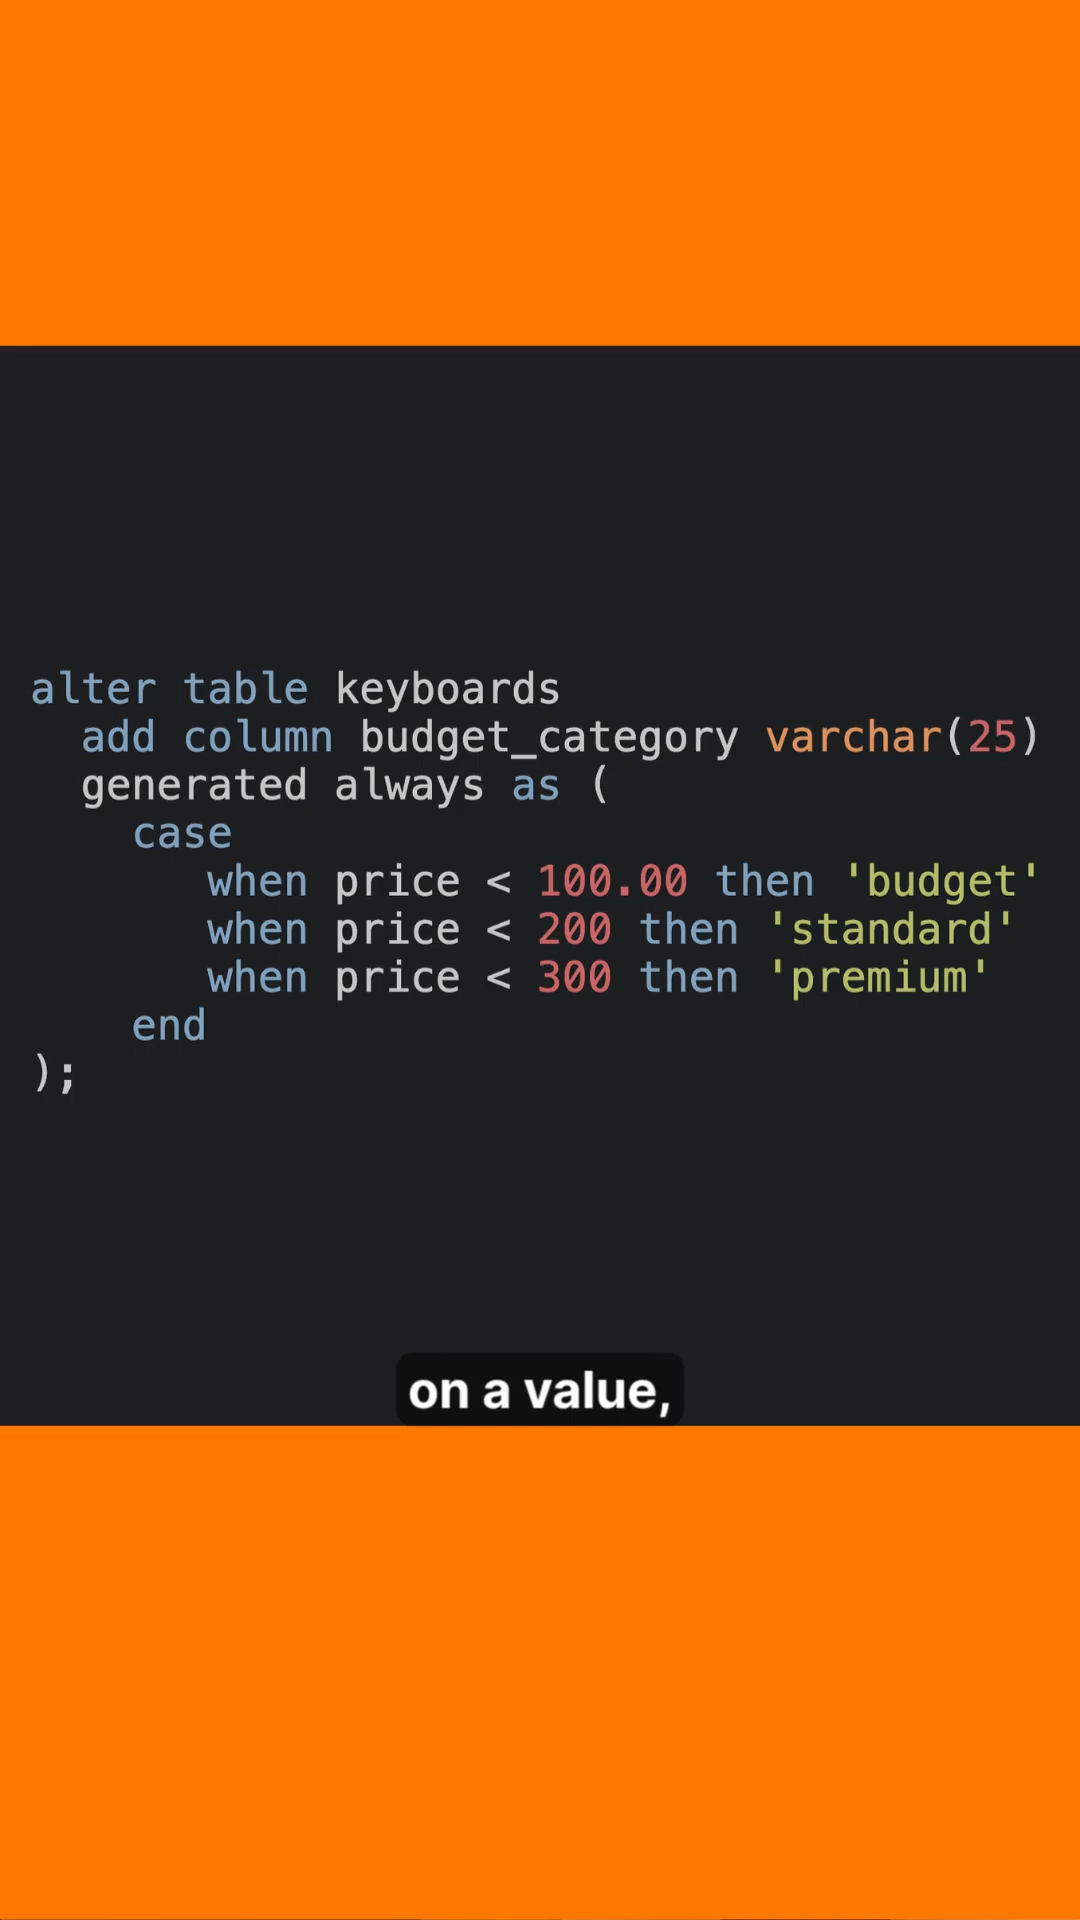 alter table keyboards
  add column budget_category varchar(25)
  generated always as (
    case
       when price < 100.00 then 'budget'
       when price < 200 then 'standard'
       when price < 300 then 'premium'
    end
);
on a value,